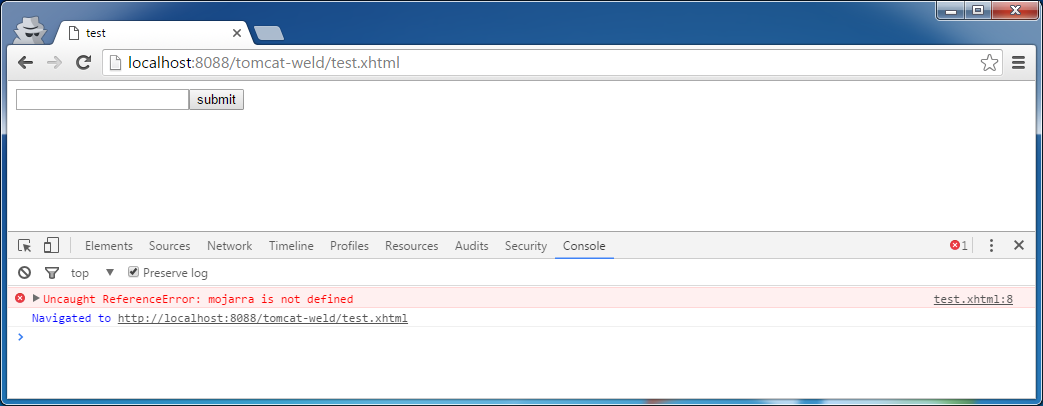 test
localhost:8088/tomcat-weld/test.xhtml
submit
Elements Sources Network Timeline Profiles Resources Audits Security Console 1
top Preserve log
Uncaught ReferenceError: mojarra is not defined test.xhtml:8
Navigated to http://localhost:8088/tomcat-weld/test.xhtml